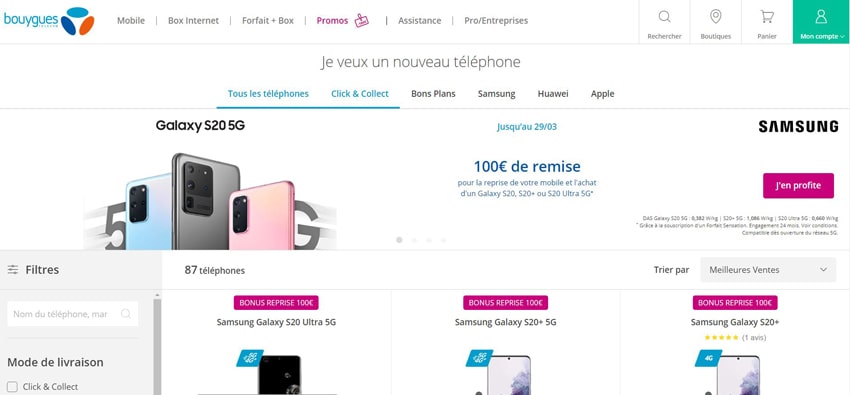 bouygues
TELECOM
Mobile
Box Internet
Forfait + Box
Promos
Assistance
Pro/Entreprises
Rechercher
Boutiques
Panier
Mon compte
Je veux un nouveau téléphone
Tous les téléphones
Click & Collect
Bons Plans
Samsung
Huawei
Apple
Galaxy S20 5G
Jusqu'au 29/03
SAMSUNG
100€ de remise
pour la reprise de votre mobile et l'achat
d'un Galaxy S20, S20+ ou S20 Ultra 5G*
J'en profite
DAS Galaxy S20 5G : 0,382 W/kg | S20+ 5G : 1,086 W/kg | S20 Ultra 5G : 0,660 W/kg
Grâce à la souscription d'un Forfait Sensation. Engagement 24 mois. Voir conditions.
Compatible dès ouverture du réseau 5G.
5G
Filtres
87 téléphones
Trier par
Meilleures Ventes
Nom du téléphone, mar
Mode de livraison
Click & Collect
BONUS REPRISE 100€
Samsung Galaxy S20 Ultra 5G
5G
4G+
BONUS REPRISE 100€
Samsung Galaxy S20+ 5G
5G
4G+
BONUS REPRISE 100€
Samsung Galaxy S20+
(1 avis)
4G